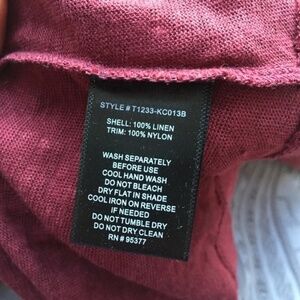 STYLE # T1233-KC013B
SHELL: 100% LINEN
TRIM: 100% NYLON
WASH SEPARATELY
BEFORE USE
COOL HAND WASH
DO NOT BLEACH
DRY FLAT IN SHADE
COOL IRON ON REVERSE
IF NEEDED
DO NOT TUMBLE DRY
DO NOT DRY CLEAN
RN # 95377